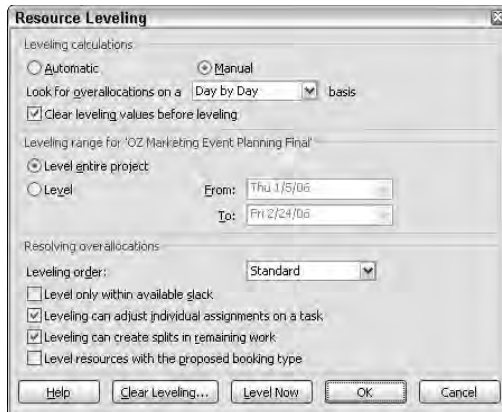 Resource Leveling
Leveling calculations
Automatic Manual
Look for overallocations on a Day by Day basis
Clear leveling values before leveling
Leveling range for 'OZ Marketing Event Planning Final'
Level entire project
Level From: Thu 1/5/06
To: Fri 2/24/06
Resolving overallocations
Leveling order: Standard
Level only within available slack
Leveling can adjust individual assignments on a task
Leveling can create splits in remaining work
Level resources with the proposed booking type
Help Clear Leveling... Level Now OK Cancel